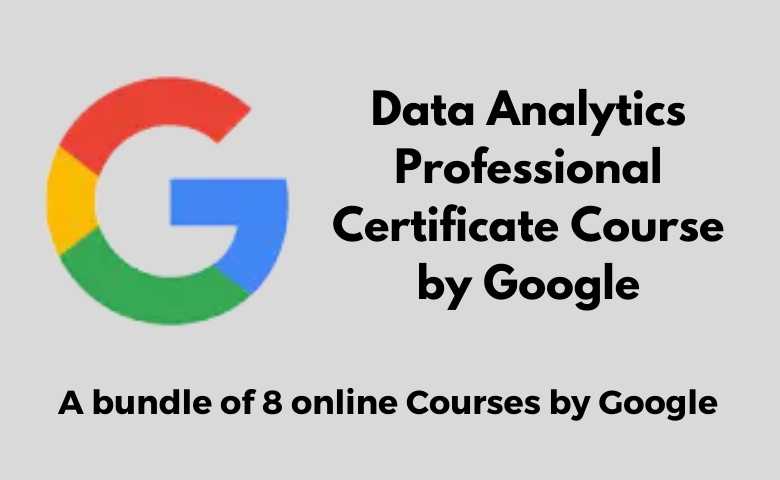 Data Analytics
Professional
Certificate Course
by Google
A bundle of 8 online Courses by Google